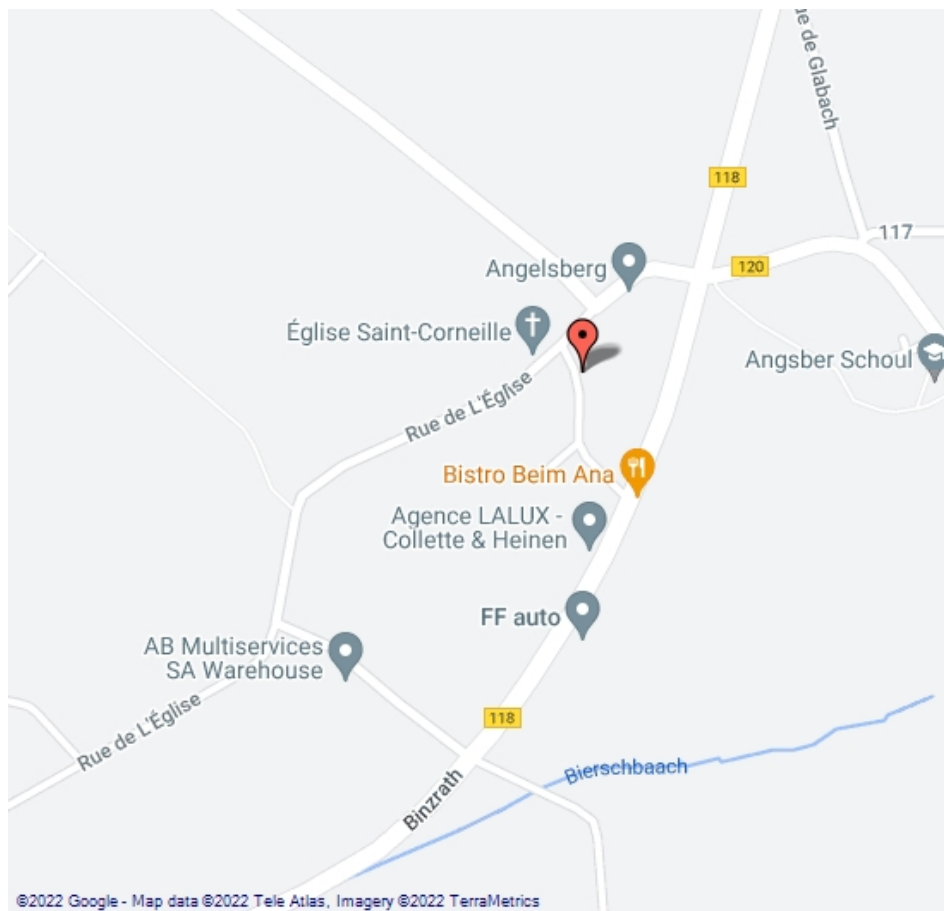 ue de Glabach
118
117
Angelsberg
120
Église Saint-Corneille
Angsber Schoul
Rue de L'Église
Bistro Beim Ana
Agence LALUX -
Collette & Heinen
FF auto
AB Multiservices
SA Warehouse
Rue de L'Église
118
Bierschbaach
Binzrath
©2022 Google - Map data ©2022 Tele Atlas, Imagery ©2022 TerraMetrics